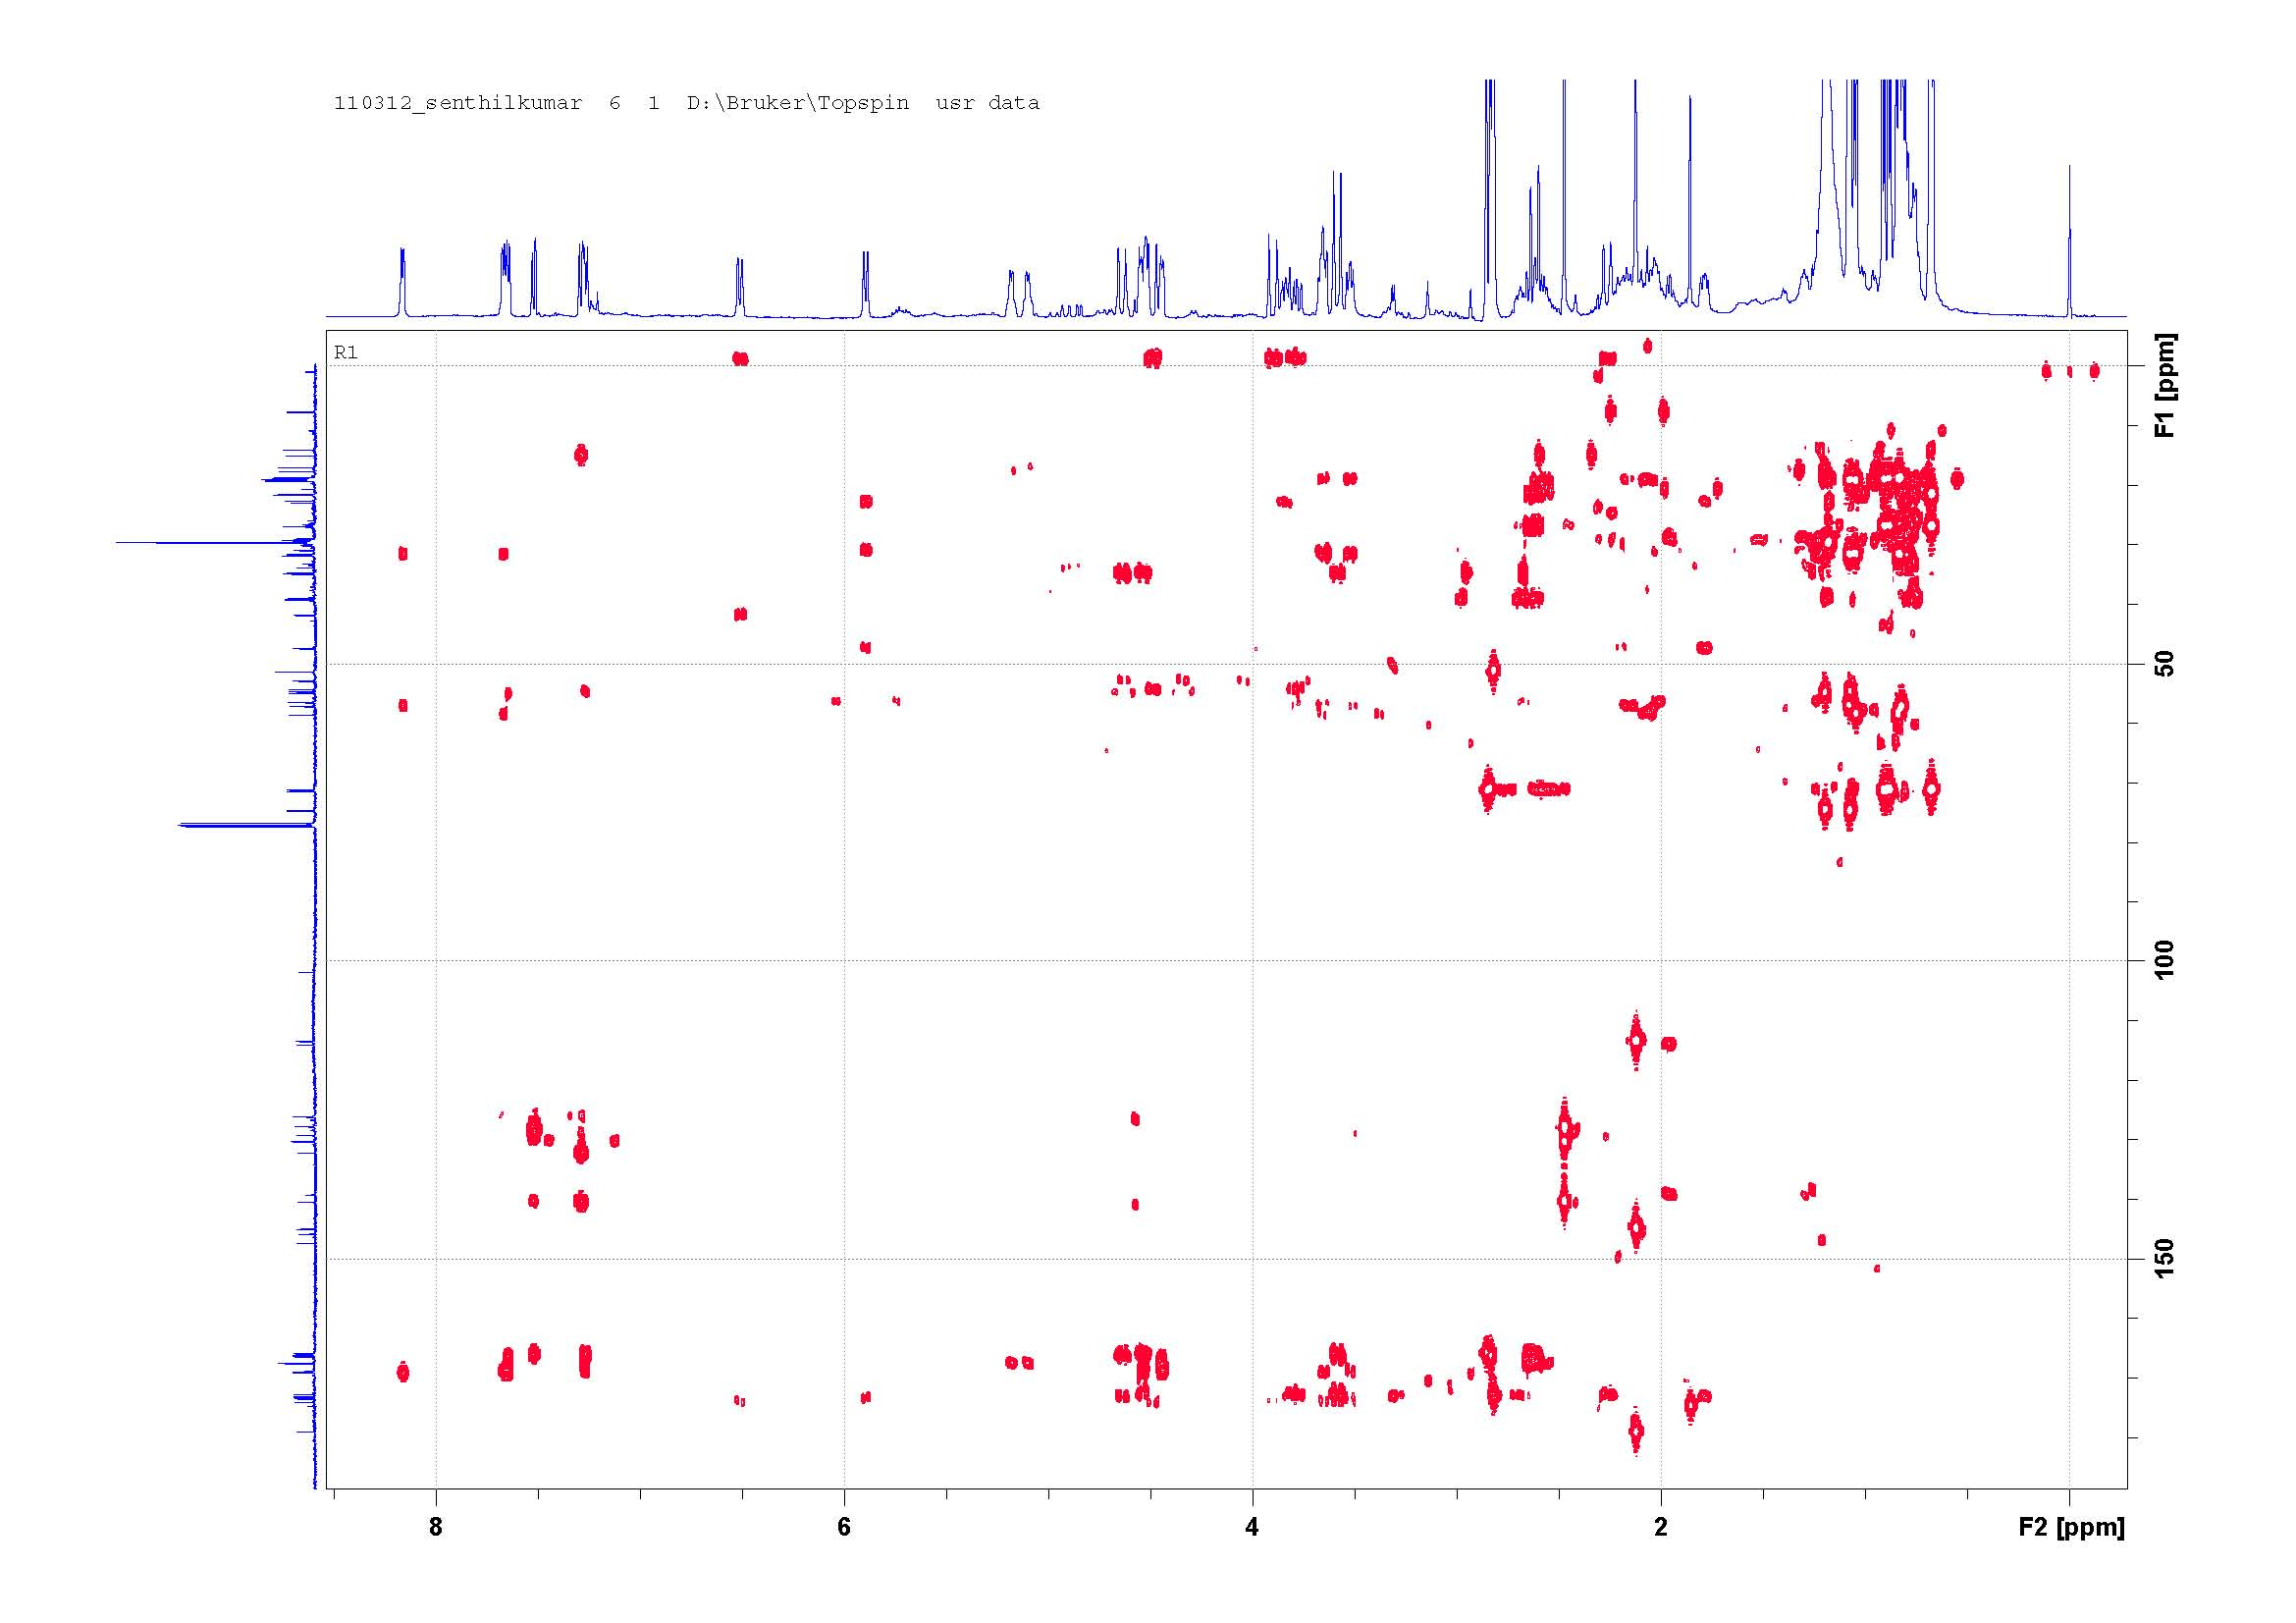 110312_senthilkumar 6 1 D:\Bruker\Topspin usr data
R1
F1 [ppm]
50
100
150
8 6 4 2 F2 [ppm]